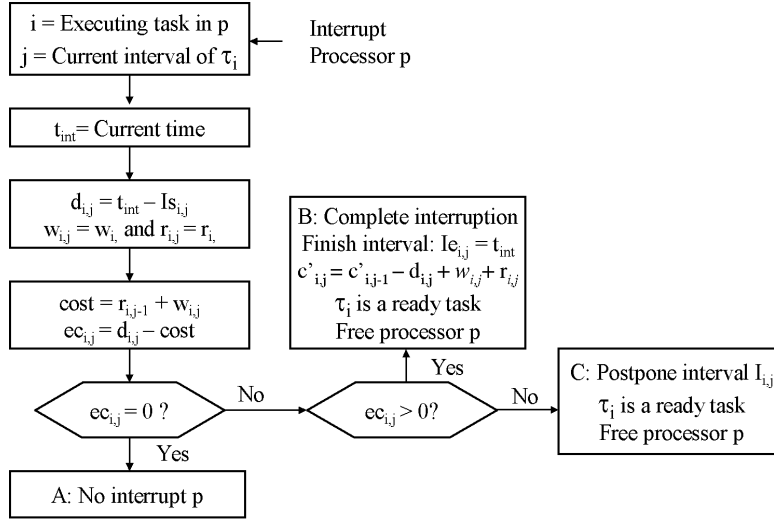 i = Executing task in p
j = Current interval of τi
Interrupt
Processor p
tint= Current time
di,j = tint – Isi,j
wi,j = wi, and ri,j = ri,
B: Complete interruption
Finish interval: Iei,j = tint
c'i,j = c'i,j-1 – di,j + wi,j + ri,j
τi is a ready task
Free processor p
cost = ri,j-1 + wi,j
eci,j = di,j – cost
Yes
C: Postpone interval Ii,j
τi is a ready task
Free processor p
eci,j = 0 ?
No
eci,j > 0?
No
Yes
A: No interrupt p